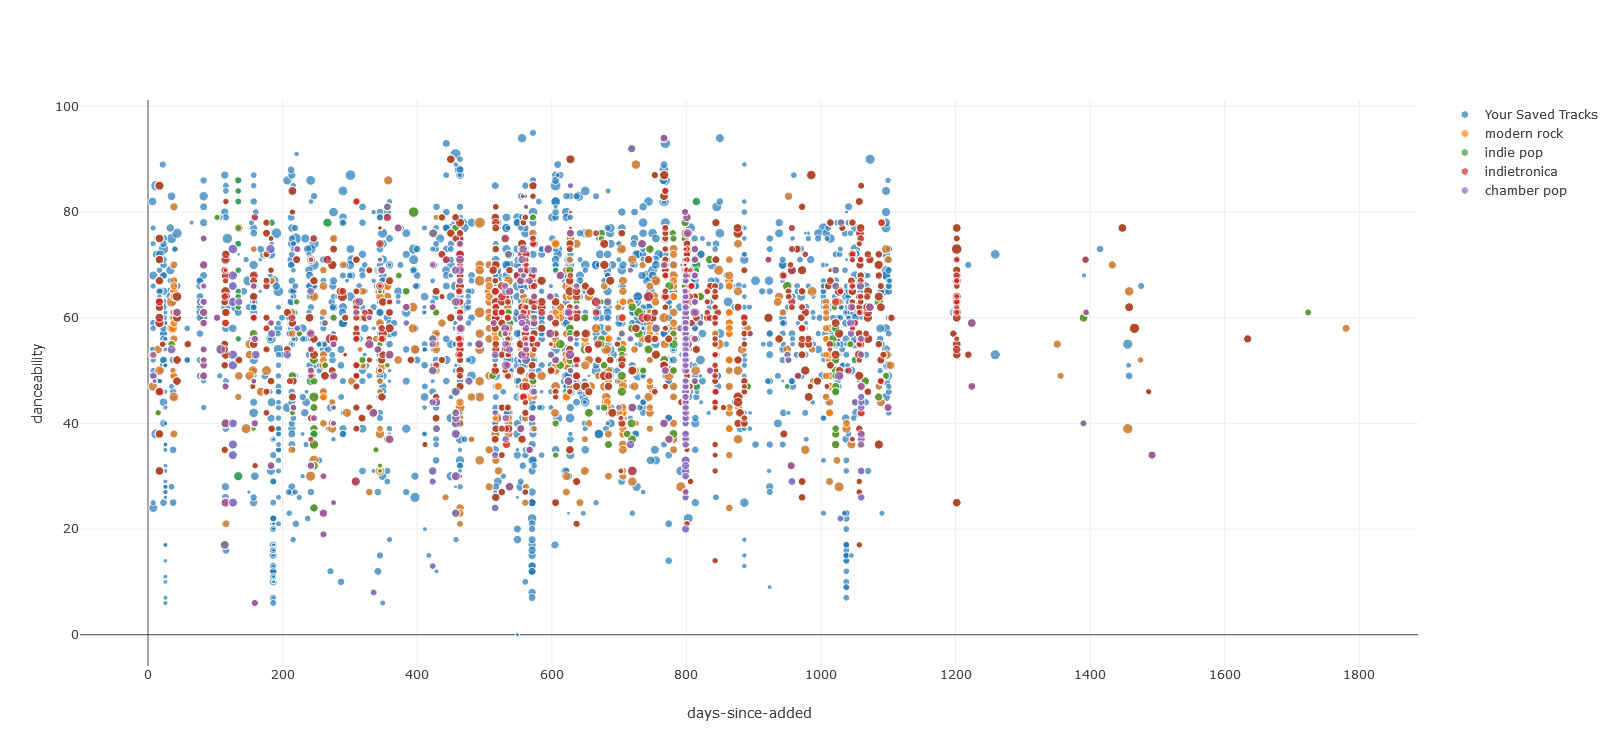 100
80
60
40
20
0
danceability
0 200 400 600 800 1000 1200 1400 1600 1800
days-since-added
Your Saved Tracks
modern rock
indie pop
indietronica
chamber pop